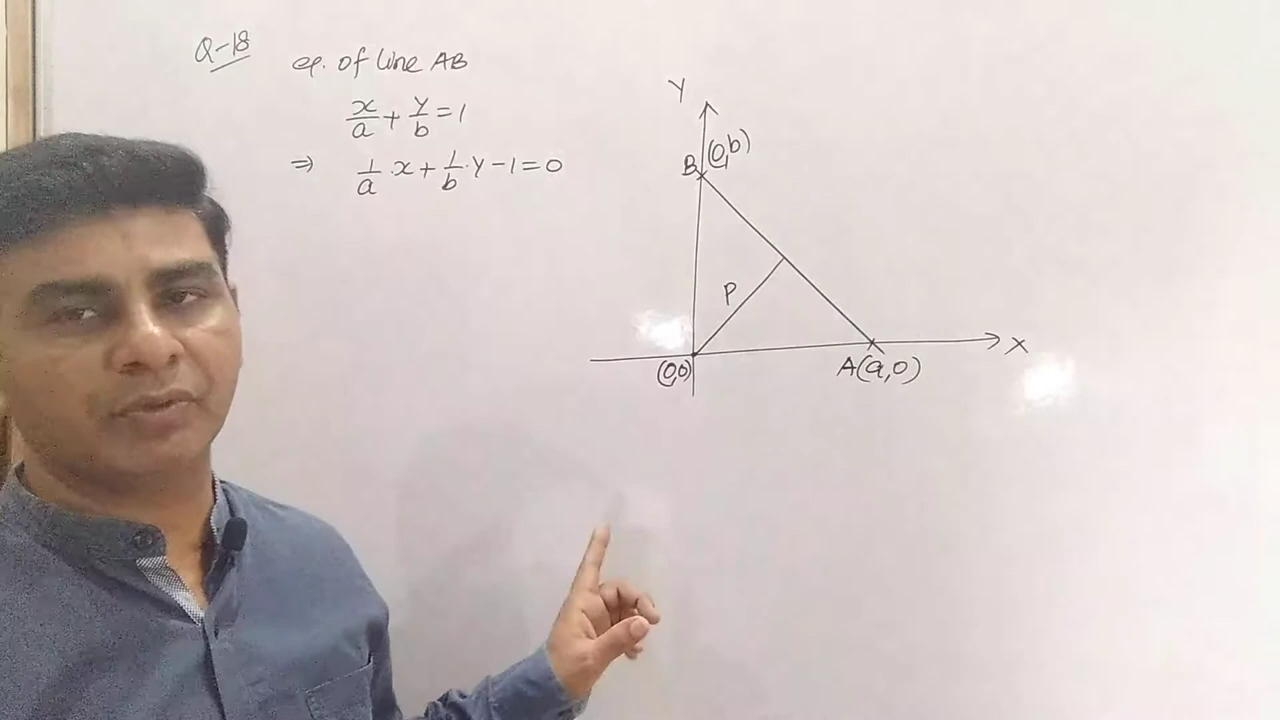 Q-18
eq. of line AB
x/a + y/b = 1
⇒ 1/a . x + 1/b . y - 1 = 0
Y
B (0,b)
P
X
(0,0)
A(a,0)